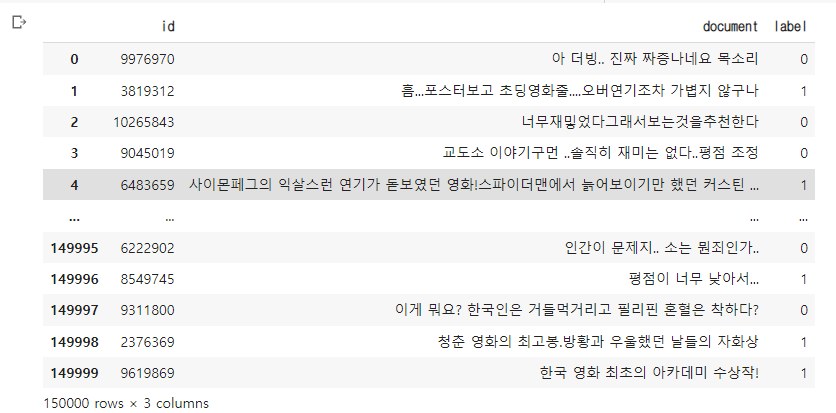 id document label
0 9976970 아 더빙.. 진짜 짜증나네요 목소리 0
1 3819312 흠...포스터보고 초딩영화줄....오버연기조차 가볍지 않구나 1
2 10265843 너무재밓었다그래서보는것을추천한다 0
3 9045019 교도소 이야기구먼 ..솔직히 재미는 없다..평점 조정 0
4 6483659 사이몬페그의 익살스런 연기가 돋보였던 영화!스파이더맨에서 늙어보이기만 했던 커스틴 ... 1
... ... ... ...
149995 6222902 인간이 문제지.. 소는 뭔죄인가.. 0
149996 8549745 평점이 너무 낮아서... 1
149997 9311800 이게 뭐요? 한국인은 거들먹거리고 필리핀 혼혈은 착하다? 0
149998 2376369 청춘 영화의 최고봉.방황과 우울했던 날들의 자화상 1
149999 9619869 한국 영화 최초의 아카데미 수상작! 1
150000 rows × 3 columns